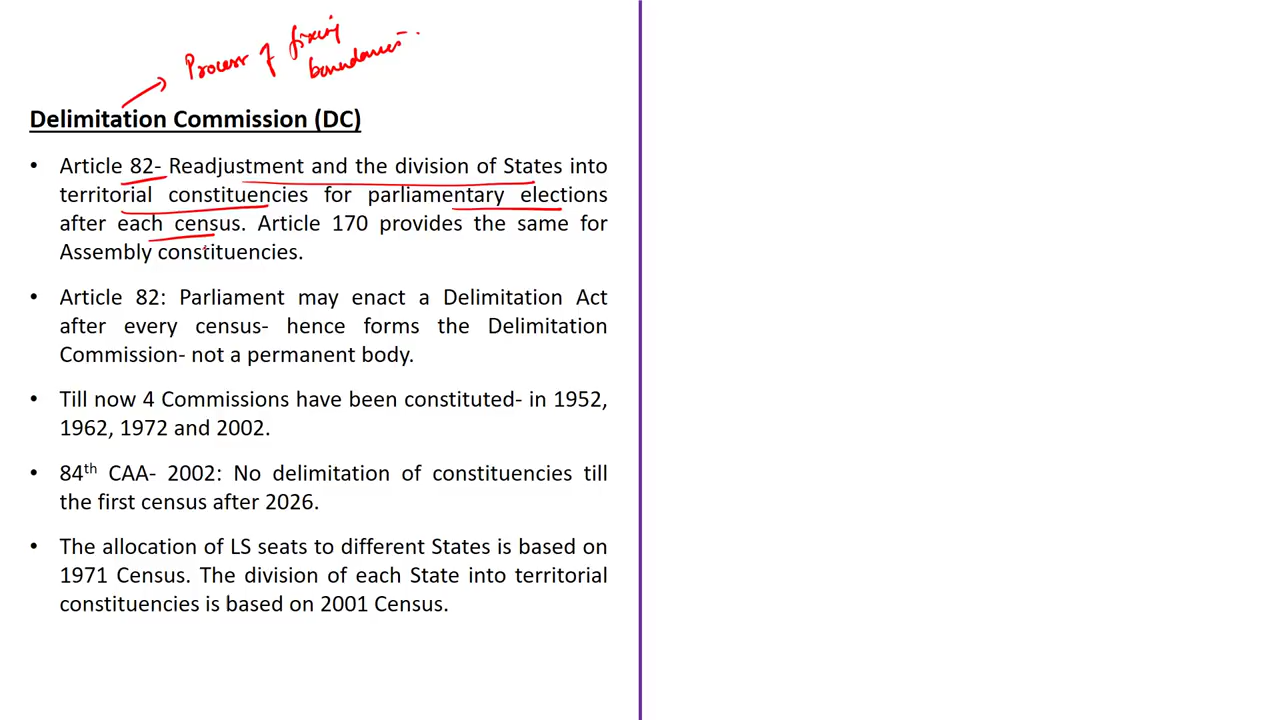 Process of fixing
boundaries
Delimitation Commission (DC)
• Article 82- Readjustment and the division of States into
territorial constituencies for parliamentary elections
after each census. Article 170 provides the same for
Assembly constituencies.
• Article 82: Parliament may enact a Delimitation Act
after every census- hence forms the Delimitation
Commission- not a permanent body.
• Till now 4 Commissions have been constituted- in 1952,
1962, 1972 and 2002.
• 84th CAA- 2002: No delimitation of constituencies till
the first census after 2026.
• The allocation of LS seats to different States is based on
1971 Census. The division of each State into territorial
constituencies is based on 2001 Census.